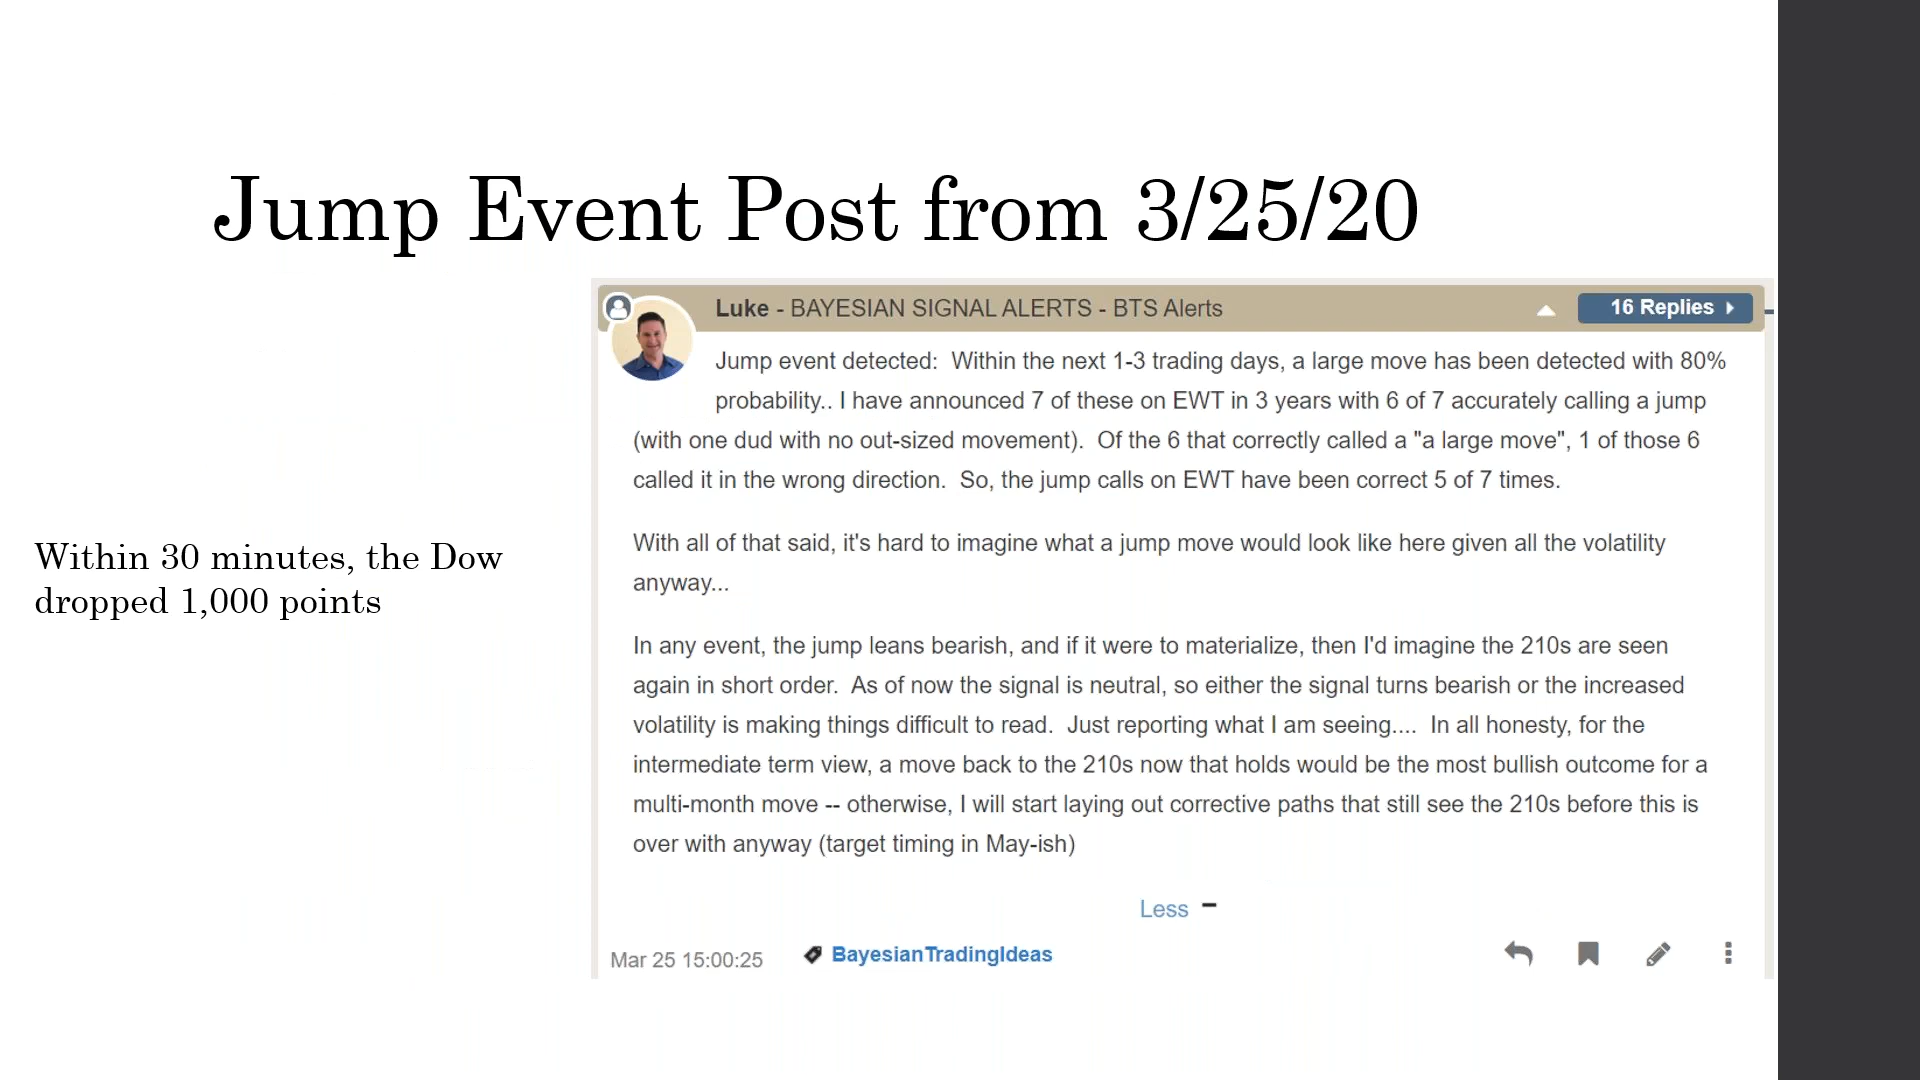 Jump Event Post from 3/25/20
Within 30 minutes, the Dow
dropped 1,000 points
Luke - BAYESIAN SIGNAL ALERTS - BTS Alerts
16 Replies
Jump event detected:  Within the next 1-3 trading days, a large move has been detected with 80%
probability.. I have announced 7 of these on EWT in 3 years with 6 of 7 accurately calling a jump
(with one dud with no out-sized movement).  Of the 6 that correctly called a "a large move", 1 of those 6
called it in the wrong direction.  So, the jump calls on EWT have been correct 5 of 7 times.
With all of that said, it's hard to imagine what a jump move would look like here given all the volatility
anyway...
In any event, the jump leans bearish, and if it were to materialize, then I'd imagine the 210s are seen
again in short order.  As of now the signal is neutral, so either the signal turns bearish or the increased
volatility is making things difficult to read.  Just reporting what I am seeing....  In all honesty, for the
intermediate term view, a move back to the 210s now that holds would be the most bullish outcome for a
multi-month move -- otherwise, I will start laying out corrective paths that still see the 210s before this is
over with anyway (target timing in May-ish)
Less
Mar 25 15:00:25
BayesianTradingIdeas